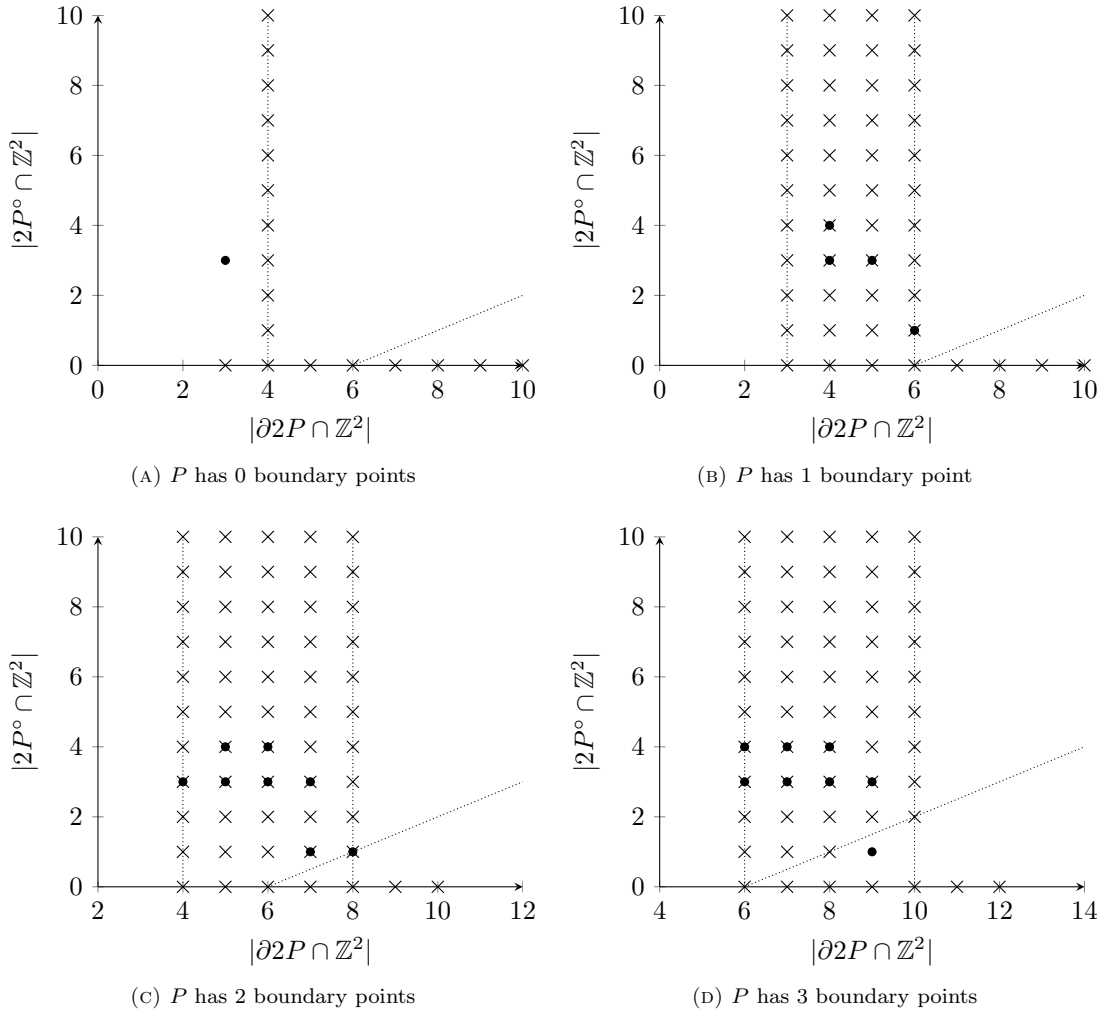 10
8
6
4
2
0
0 2 4 6 8 10
|∂2P ∩ ℤ²|
|2P° ∩ ℤ²|
(A) P has 0 boundary points
10
8
6
4
2
0
0 2 4 6 8 10
|∂2P ∩ ℤ²|
|2P° ∩ ℤ²|
(B) P has 1 boundary point
10
8
6
4
2
0
2 4 6 8 10 12
|∂2P ∩ ℤ²|
|2P° ∩ ℤ²|
(C) P has 2 boundary points
10
8
6
4
2
0
4 6 8 10 12 14
|∂2P ∩ ℤ²|
|2P° ∩ ℤ²|
(D) P has 3 boundary points